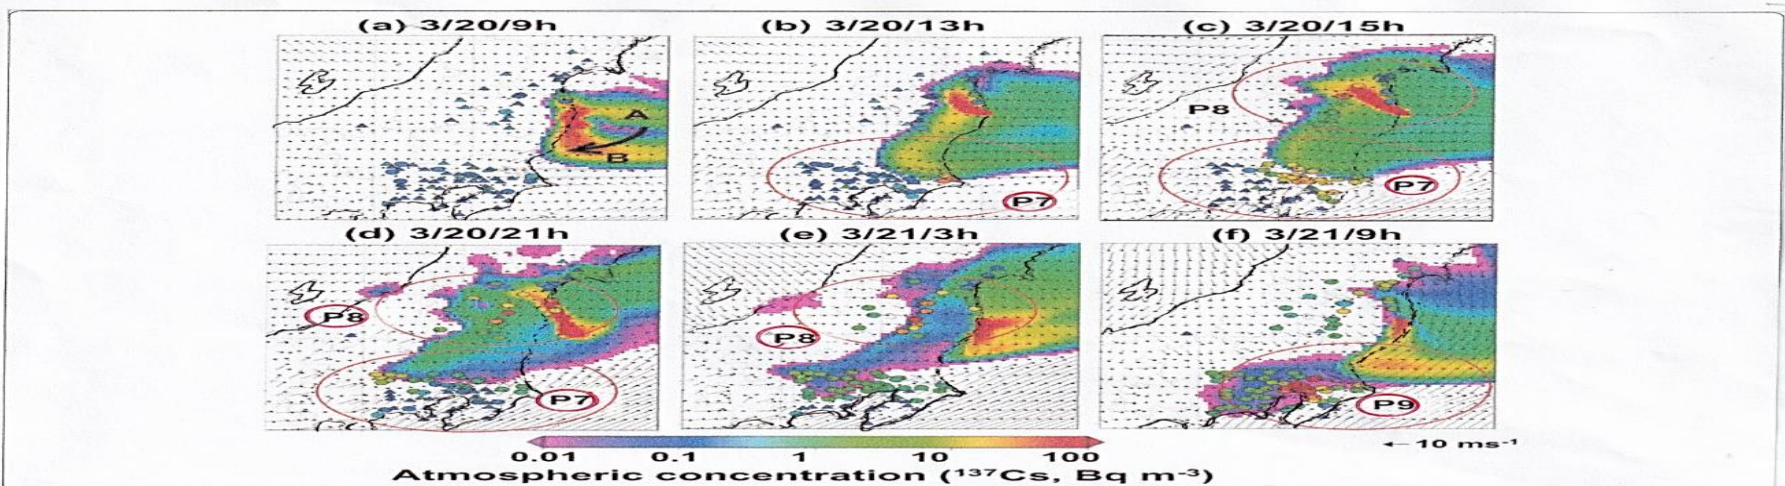 (a) 3/20/9h
(b) 3/20/13h
(c) 3/20/15h
A
B
P7
P8
P7
(d) 3/20/21h
(e) 3/21/3h
(f) 3/21/9h
P8
P7
P8
P9
←10 ms-1
0.01 0.1 1 10 100
Atmospheric concentration (137Cs, Bq m-3)